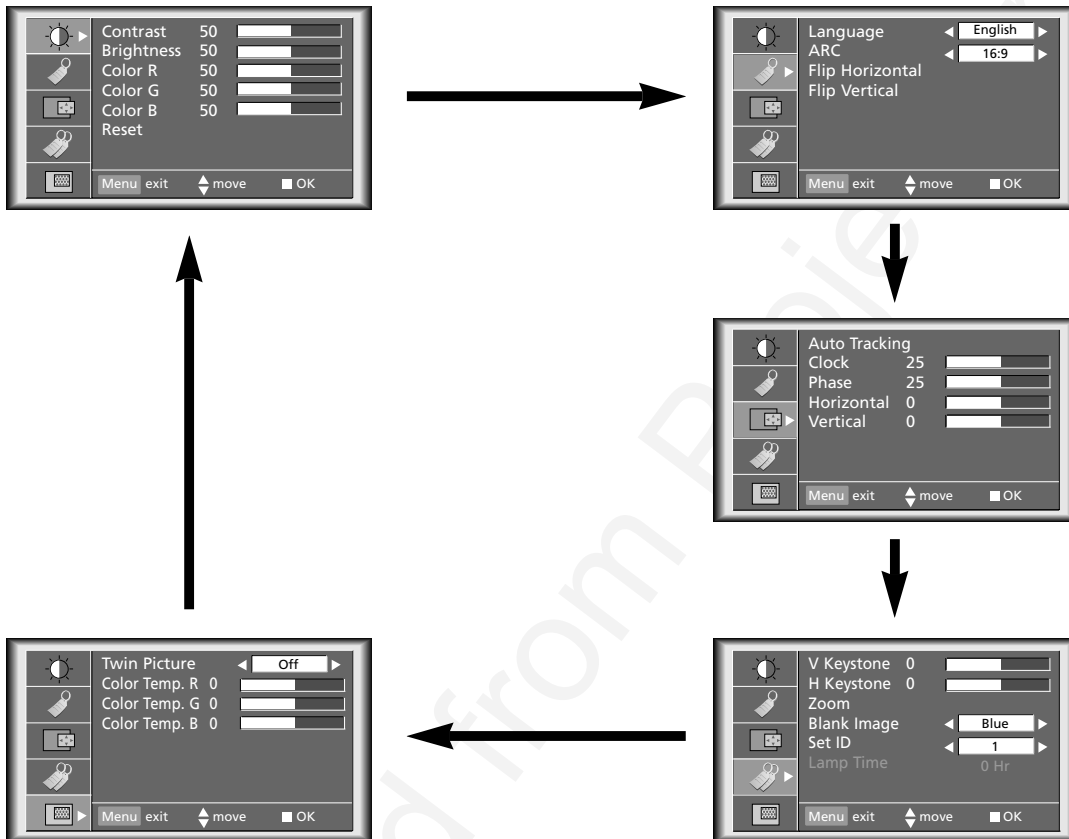 Contrast 50
Brightness 50
Color R 50
Color G 50
Color B 50
Reset
Menu exit move OK
Language English
ARC 16:9
Flip Horizontal
Flip Vertical
Menu exit move OK
Auto Tracking
Clock 25
Phase 25
Horizontal 0
Vertical 0
Menu exit move OK
Twin Picture Off
Color Temp. R 0
Color Temp. G 0
Color Temp. B 0
Menu exit move OK
V Keystone 0
H Keystone 0
Zoom
Blank Image Blue
Set ID 1
Lamp Time 0 Hr
Menu exit move OK
from